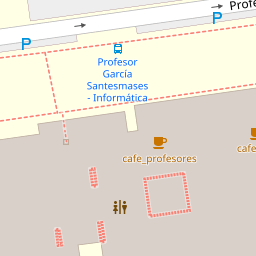 Profe
P
P
Profesor
García
Santesmases
- Informática
cafe_profesores
cafe